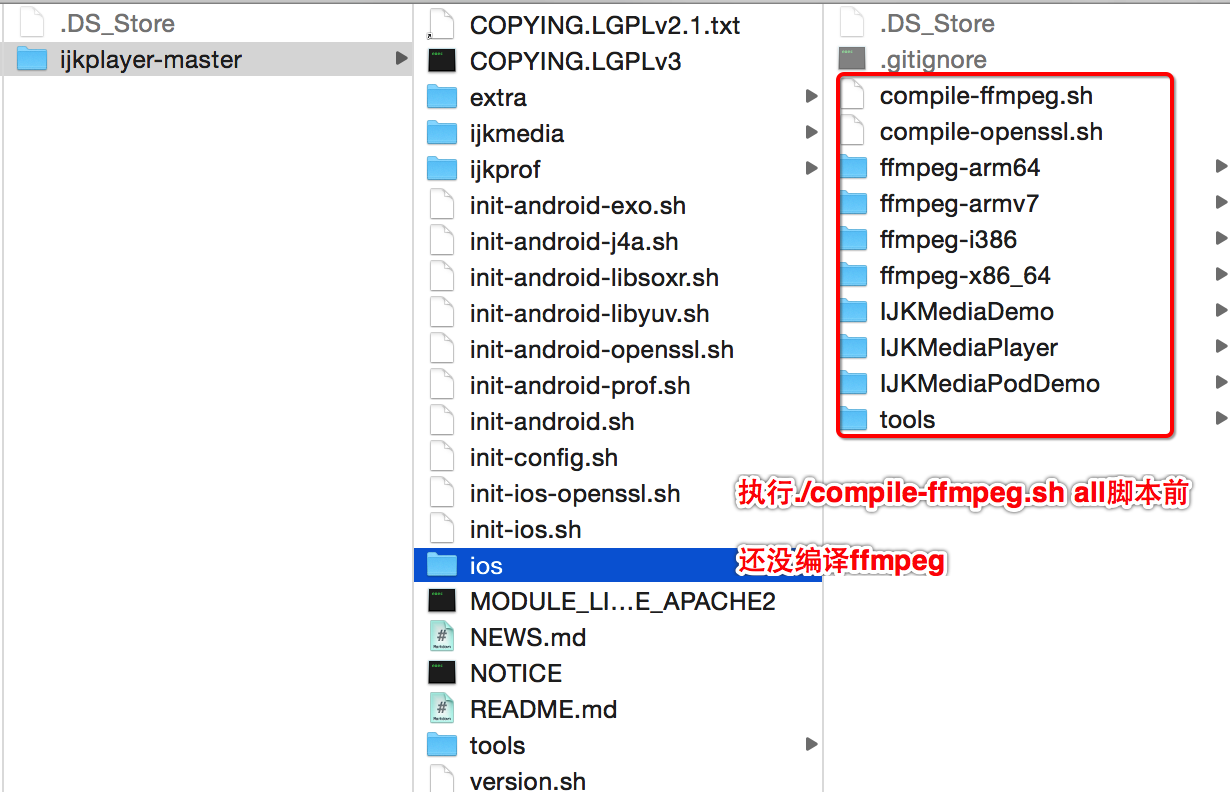 .DS_Store
ijkplayer-master
COPYING.LGPLv2.1.txt
COPYING.LGPLv3
extra
ijkmedia
ijkprof
init-android-exo.sh
init-android-j4a.sh
init-android-libsoxr.sh
init-android-libyuv.sh
init-android-openssl.sh
init-android-prof.sh
init-android.sh
init-config.sh
init-ios-openssl.sh
init-ios.sh
ios
MODULE_LI...E_APACHE2
NEWS.md
NOTICE
README.md
tools
version.sh
.DS_Store
.gitignore
compile-ffmpeg.sh
compile-openssl.sh
ffmpeg-arm64
ffmpeg-armv7
ffmpeg-i386
ffmpeg-x86_64
IJKMediaDemo
IJKMediaPlayer
IJKMediaPodDemo
tools
执行./compile-ffmpeg.sh all脚本前
还没编译ffmpeg